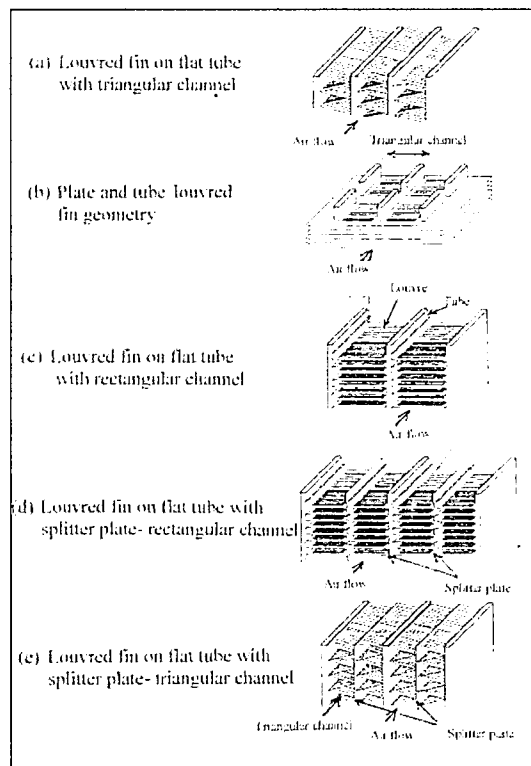 (a) Louvred fin on flat tube
with triangular channel
Air flow
Triangular channel
(b) Plate and tube louvred
fin geometry
Air flow
Louvre
Tube
(c) Louvred fin on flat tube
with rectangular channel
Air flow
(d) Louvred fin on flat tube with
splitter plate- rectangular channel
Air flow
Splitter plate
(e) Louvred fin on flat tube with
splitter plate- triangular channel
Triangular channel
Air flow
Splitter plate